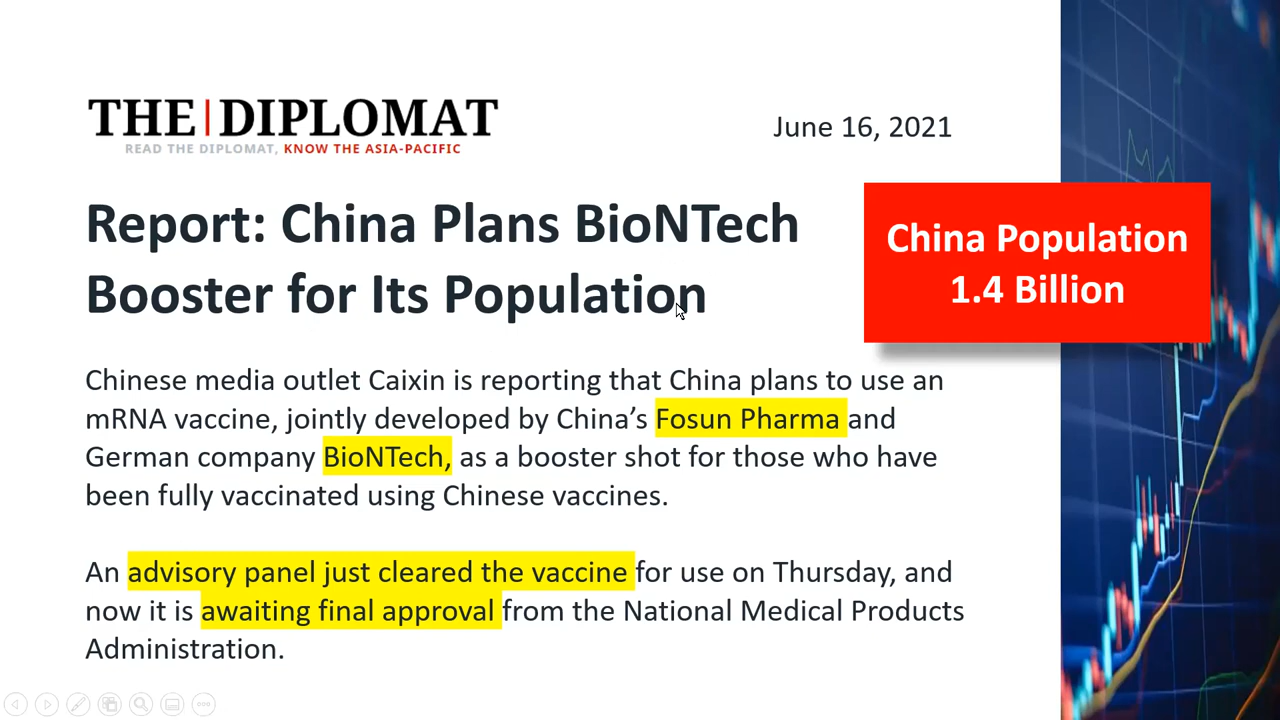 THE|DIPLOMAT
READ THE DIPLOMAT, KNOW THE ASIA-PACIFIC
June 16, 2021
Report: China Plans BioNTech
Booster for Its Population
China Population
1.4 Billion
Chinese media outlet Caixin is reporting that China plans to use an
mRNA vaccine, jointly developed by China’s Fosun Pharma and
German company BioNTech, as a booster shot for those who have
been fully vaccinated using Chinese vaccines.
An advisory panel just cleared the vaccine for use on Thursday, and
now it is awaiting final approval from the National Medical Products
Administration.